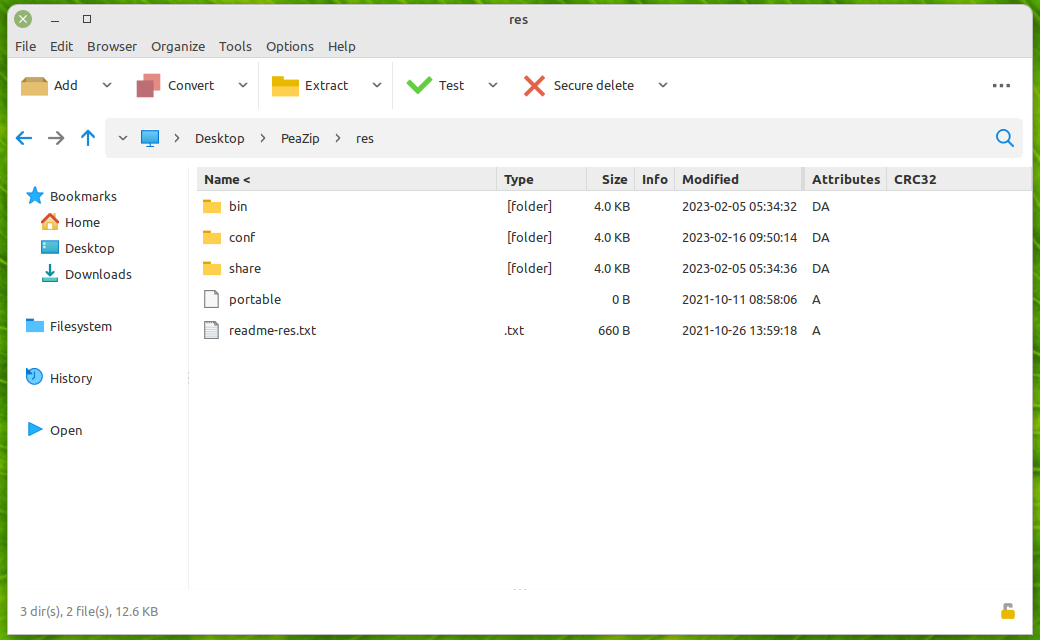 res
File Edit Browser Organize Tools Options Help
Add Convert Extract Test Secure delete ...
Desktop > PeaZip > res
Name < Type Size Info Modified Attributes CRC32
Bookmarks
Home
Desktop
Downloads
Filesystem
History
Open
bin [folder] 4.0 KB 2023-02-05 05:34:32 DA
conf [folder] 4.0 KB 2023-02-16 09:50:14 DA
share [folder] 4.0 KB 2023-02-05 05:34:36 DA
portable 0 B 2021-10-11 08:58:06 A
readme-res.txt .txt 660 B 2021-10-26 13:59:18 A
3 dir(s), 2 file(s), 12.6 KB